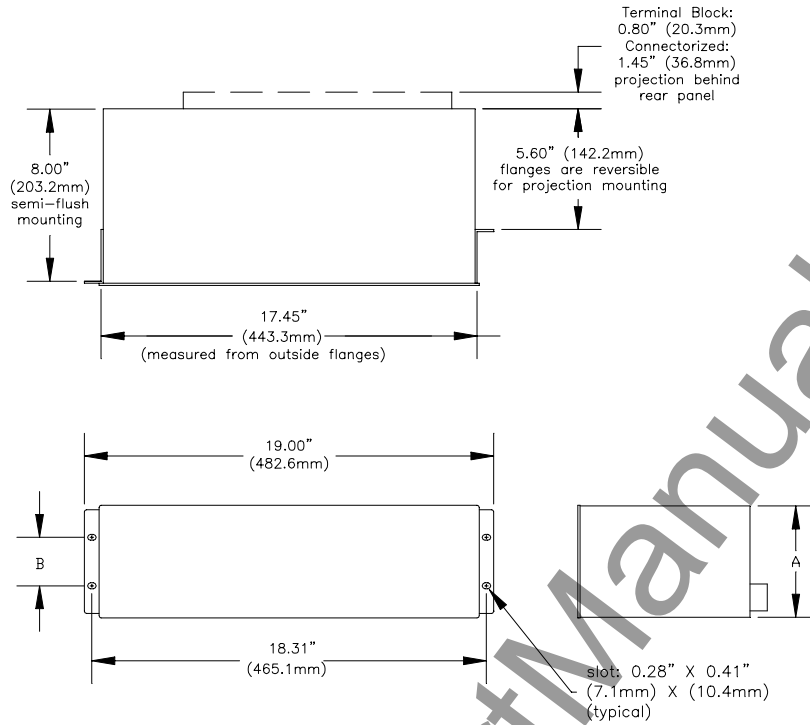 Terminal Block:
0.80” (20.3mm)
Connectorized:
1.45” (36.8mm)
projection behind
rear panel
8.00”
(203.2mm)
semi-flush
mounting
5.60” (142.2mm)
flanges are reversible
for projection mounting
17.45”
(443.3mm)
(measured from outside flanges)
19.00”
(482.6mm)
B
A
18.31”
(465.1mm)
slot: 0.28” X 0.41”
(7.1mm) X (10.4mm)
(typical)